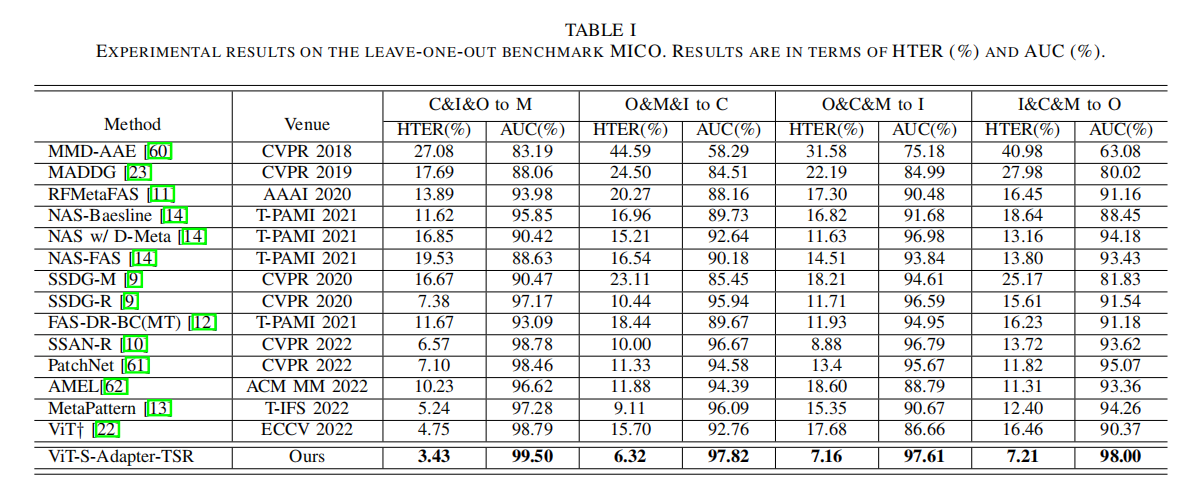 TABLE I
EXPERIMENTAL RESULTS ON THE LEAVE-ONE-OUT BENCHMARK MICO. RESULTS ARE IN TERMS OF HTER (%) AND AUC (%).
Method Venue C&I&O to M O&M&I to C O&C&M to I I&C&M to O
HTER(%) AUC(%) HTER(%) AUC(%) HTER(%) AUC(%) HTER(%) AUC(%)
MMD-AAE [60] CVPR 2018 27.08 83.19 44.59 58.29 31.58 75.18 40.98 63.08
MADDG [23] CVPR 2019 17.69 88.06 24.50 84.51 22.19 84.99 27.98 80.02
RFMetaFAS [11] AAAI 2020 13.89 93.98 20.27 88.16 17.30 90.48 16.45 91.16
NAS-Baesline [14] T-PAMI 2021 11.62 95.85 16.96 89.73 16.82 91.68 18.64 88.45
NAS w/ D-Meta [14] T-PAMI 2021 16.85 90.42 15.21 92.64 11.63 96.98 13.16 94.18
NAS-FAS [14] T-PAMI 2021 19.53 88.63 16.54 90.18 14.51 93.84 13.80 93.43
SSDG-M [9] CVPR 2020 16.67 90.47 23.11 85.45 18.21 94.61 25.17 81.83
SSDG-R [9] CVPR 2020 7.38 97.17 10.44 95.94 11.71 96.59 15.61 91.54
FAS-DR-BC(MT) [12] T-PAMI 2021 11.67 93.09 18.44 89.67 11.93 94.95 16.23 91.18
SSAN-R [10] CVPR 2022 6.57 98.78 10.00 96.67 8.88 96.79 13.72 93.62
PatchNet [61] CVPR 2022 7.10 98.46 11.33 94.58 13.4 95.67 11.82 95.07
AMEL[62] ACM MM 2022 10.23 96.62 11.88 94.39 18.60 88.79 11.31 93.36
MetaPattern [13] T-IFS 2022 5.24 97.28 9.11 96.09 15.35 90.67 12.40 94.26
ViT† [22] ECCV 2022 4.75 98.79 15.70 92.76 17.68 86.66 16.46 90.37
ViT-S-Adapter-TSR Ours 3.43 99.50 6.32 97.82 7.16 97.61 7.21 98.00